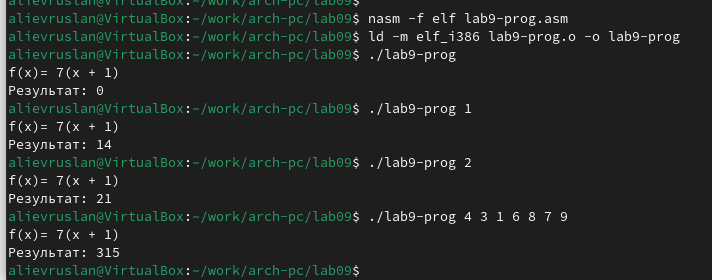 alievruslan@VirtualBox:~/work/arch-pc/lab09$
alievruslan@VirtualBox:~/work/arch-pc/lab09$ nasm -f elf lab9-prog.asm
alievruslan@VirtualBox:~/work/arch-pc/lab09$ ld -m elf_i386 lab9-prog.o -o lab9-prog
alievruslan@VirtualBox:~/work/arch-pc/lab09$ ./lab9-prog
f(x)= 7(x + 1)
Результат: 0
alievruslan@VirtualBox:~/work/arch-pc/lab09$ ./lab9-prog 1
f(x)= 7(x + 1)
Результат: 14
alievruslan@VirtualBox:~/work/arch-pc/lab09$ ./lab9-prog 2
f(x)= 7(x + 1)
Результат: 21
alievruslan@VirtualBox:~/work/arch-pc/lab09$ ./lab9-prog 4 3 1 6 8 7 9
f(x)= 7(x + 1)
Результат: 315
alievruslan@VirtualBox:~/work/arch-pc/lab09$